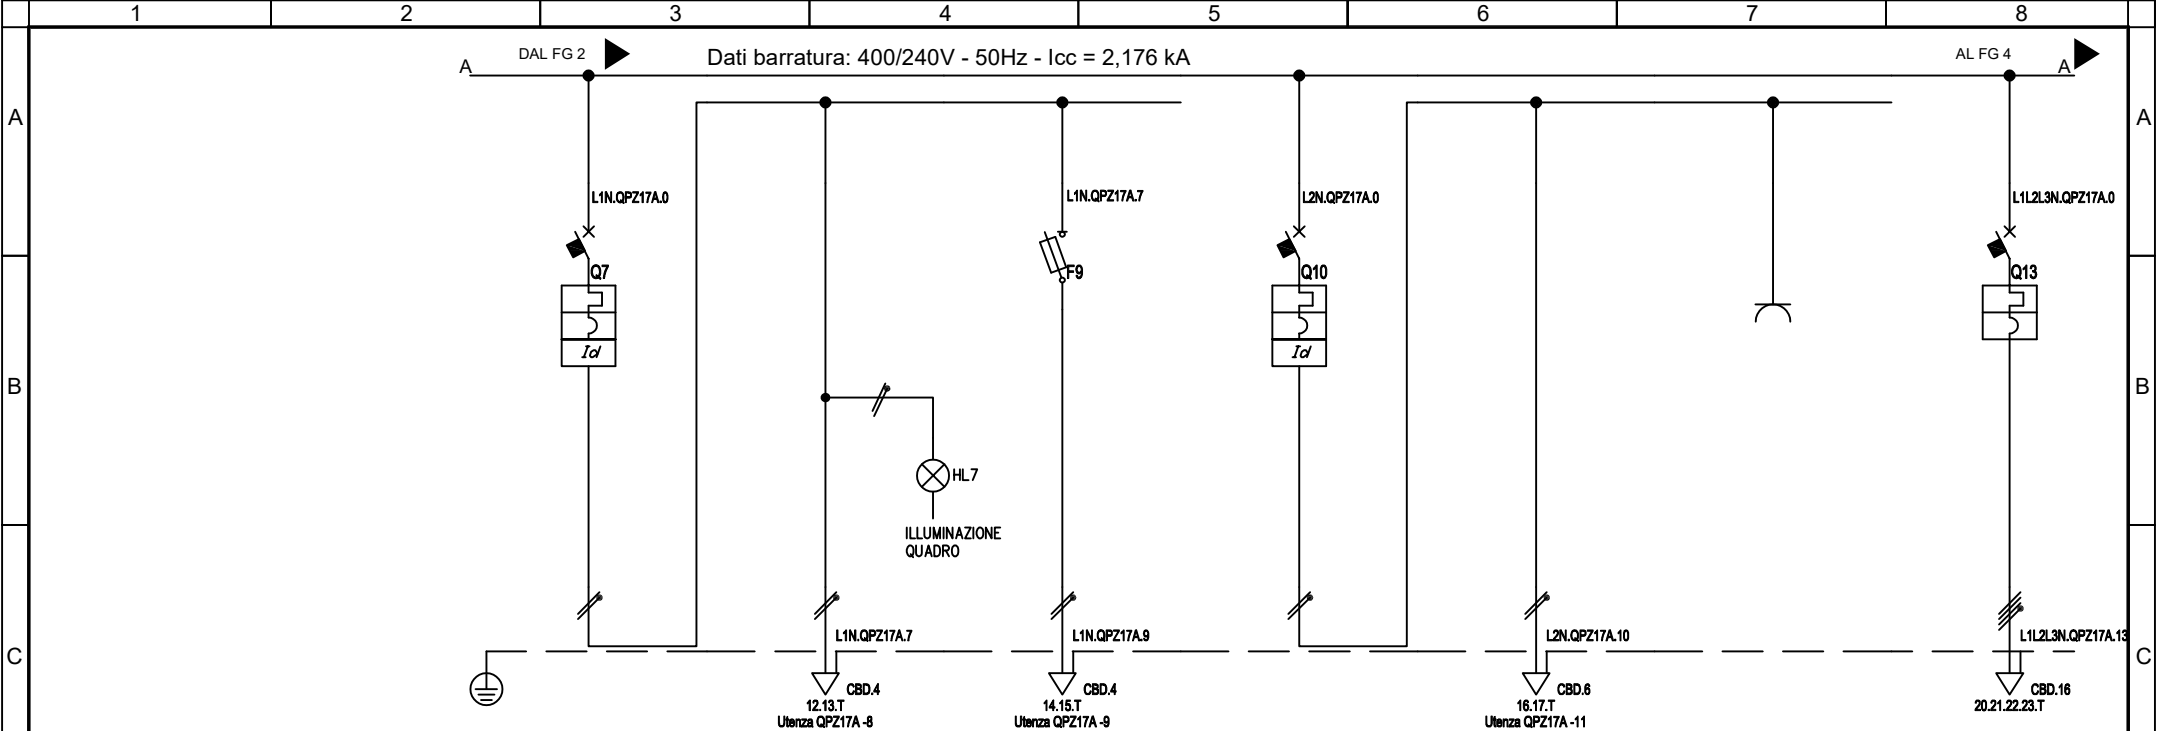 1 2 3 4 5 6 7 8
DAL FG 2 Dati barratura: 400/240V - 50Hz - Icc = 2,176 kA AL FG 4
A A
A A
L1N.QPZ17A.0 L1N.QPZ17A.7 L2N.QPZ17A.0 L1L2L3N.QPZ17A.0
Q7 F9 Q10 Q13
Id Id
B B
HL7
ILLUMINAZIONE
QUADRO
L1N.QPZ17A.7 L1N.QPZ17A.9 L2N.QPZ17A.10 L1L2L3N.QPZ17A.13
C C
CBD.4 CBD.4 CBD.6 CBD.16
12.13.T 14.15.T 16.17.T 20.21.22.23.T
Utenza QPZ17A -8 Utenza QPZ17A -9 Utenza QPZ17A -11